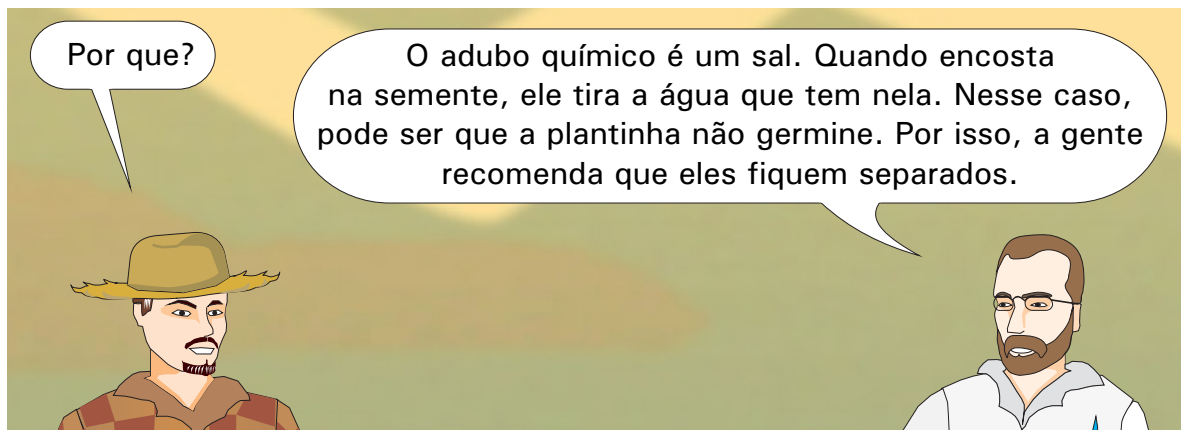 Por que?
O adubo químico é um sal. Quando encosta
na semente, ele tira a água que tem nela. Nesse caso,
pode ser que a plantinha não germine. Por isso, a gente
recomenda que eles fiquem separados.